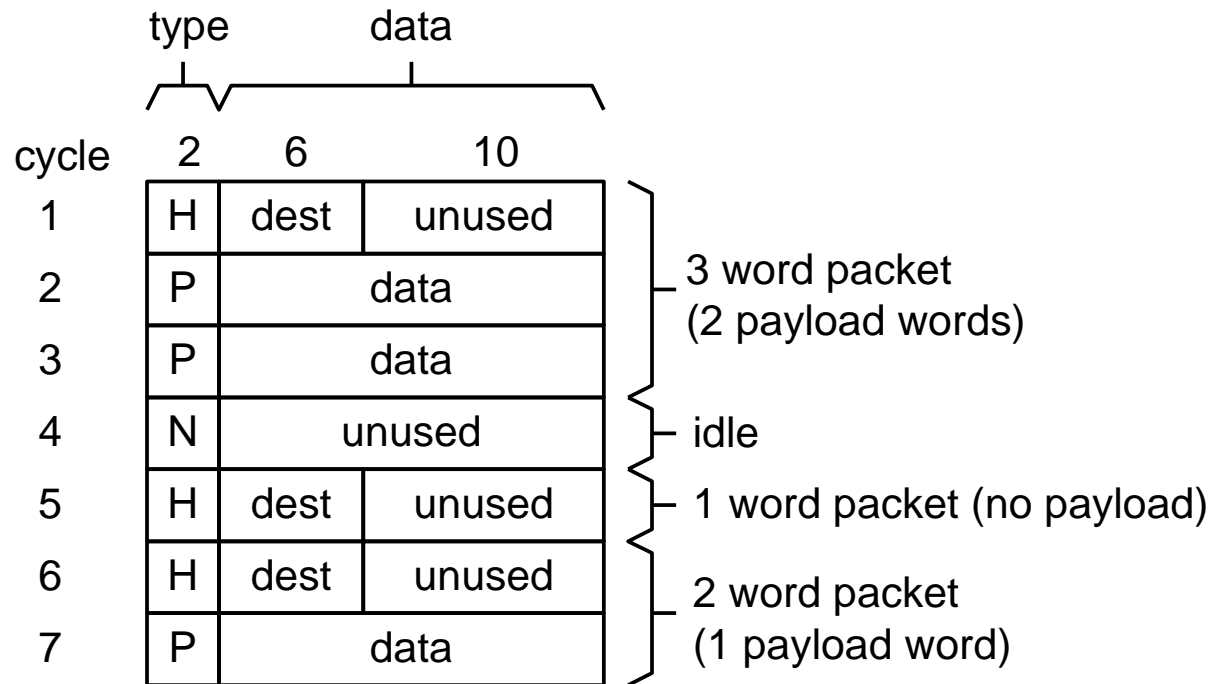 type data
cycle 2 6 10
1 H dest unused
2 P data
3 P data
3 word packet
(2 payload words)
4 N unused idle
5 H dest unused 1 word packet (no payload)
6 H dest unused
7 P data
2 word packet
(1 payload word)